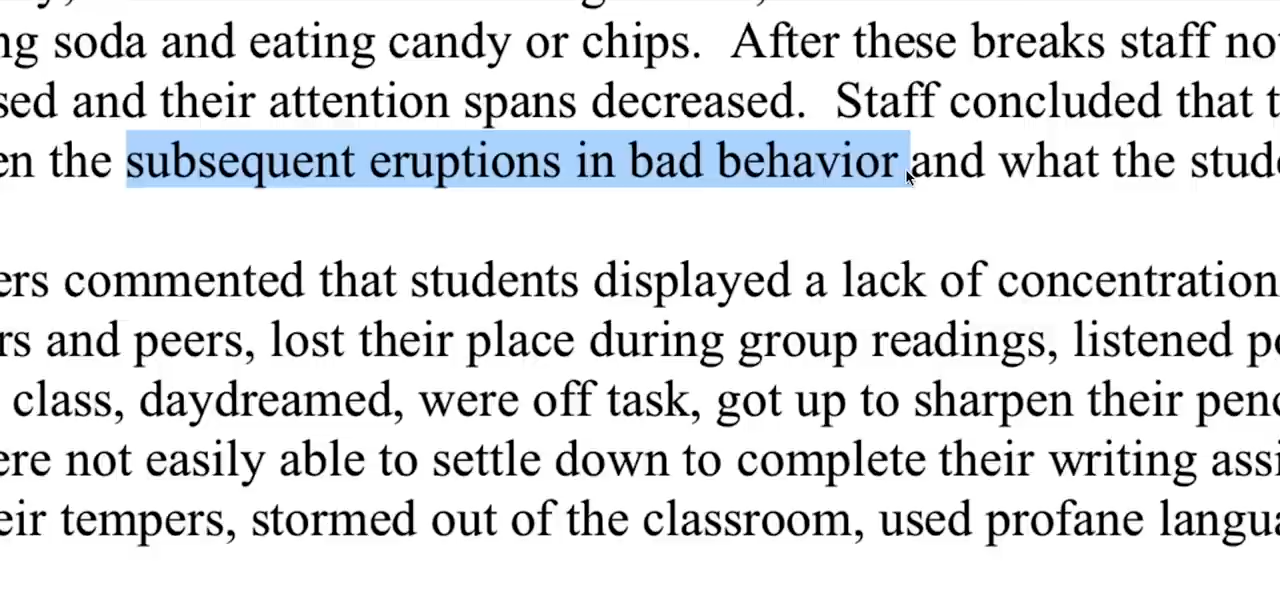 ng soda and eating candy or chips.  After these breaks staff no
sed and their attention spans decreased.  Staff concluded that t
en the subsequent eruptions in bad behavior and what the stud
ers commented that students displayed a lack of concentration
rs and peers, lost their place during group readings, listened p
class, daydreamed, were off task, got up to sharpen their pen
ere not easily able to settle down to complete their writing assi
eir tempers, stormed out of the classroom, used profane langu